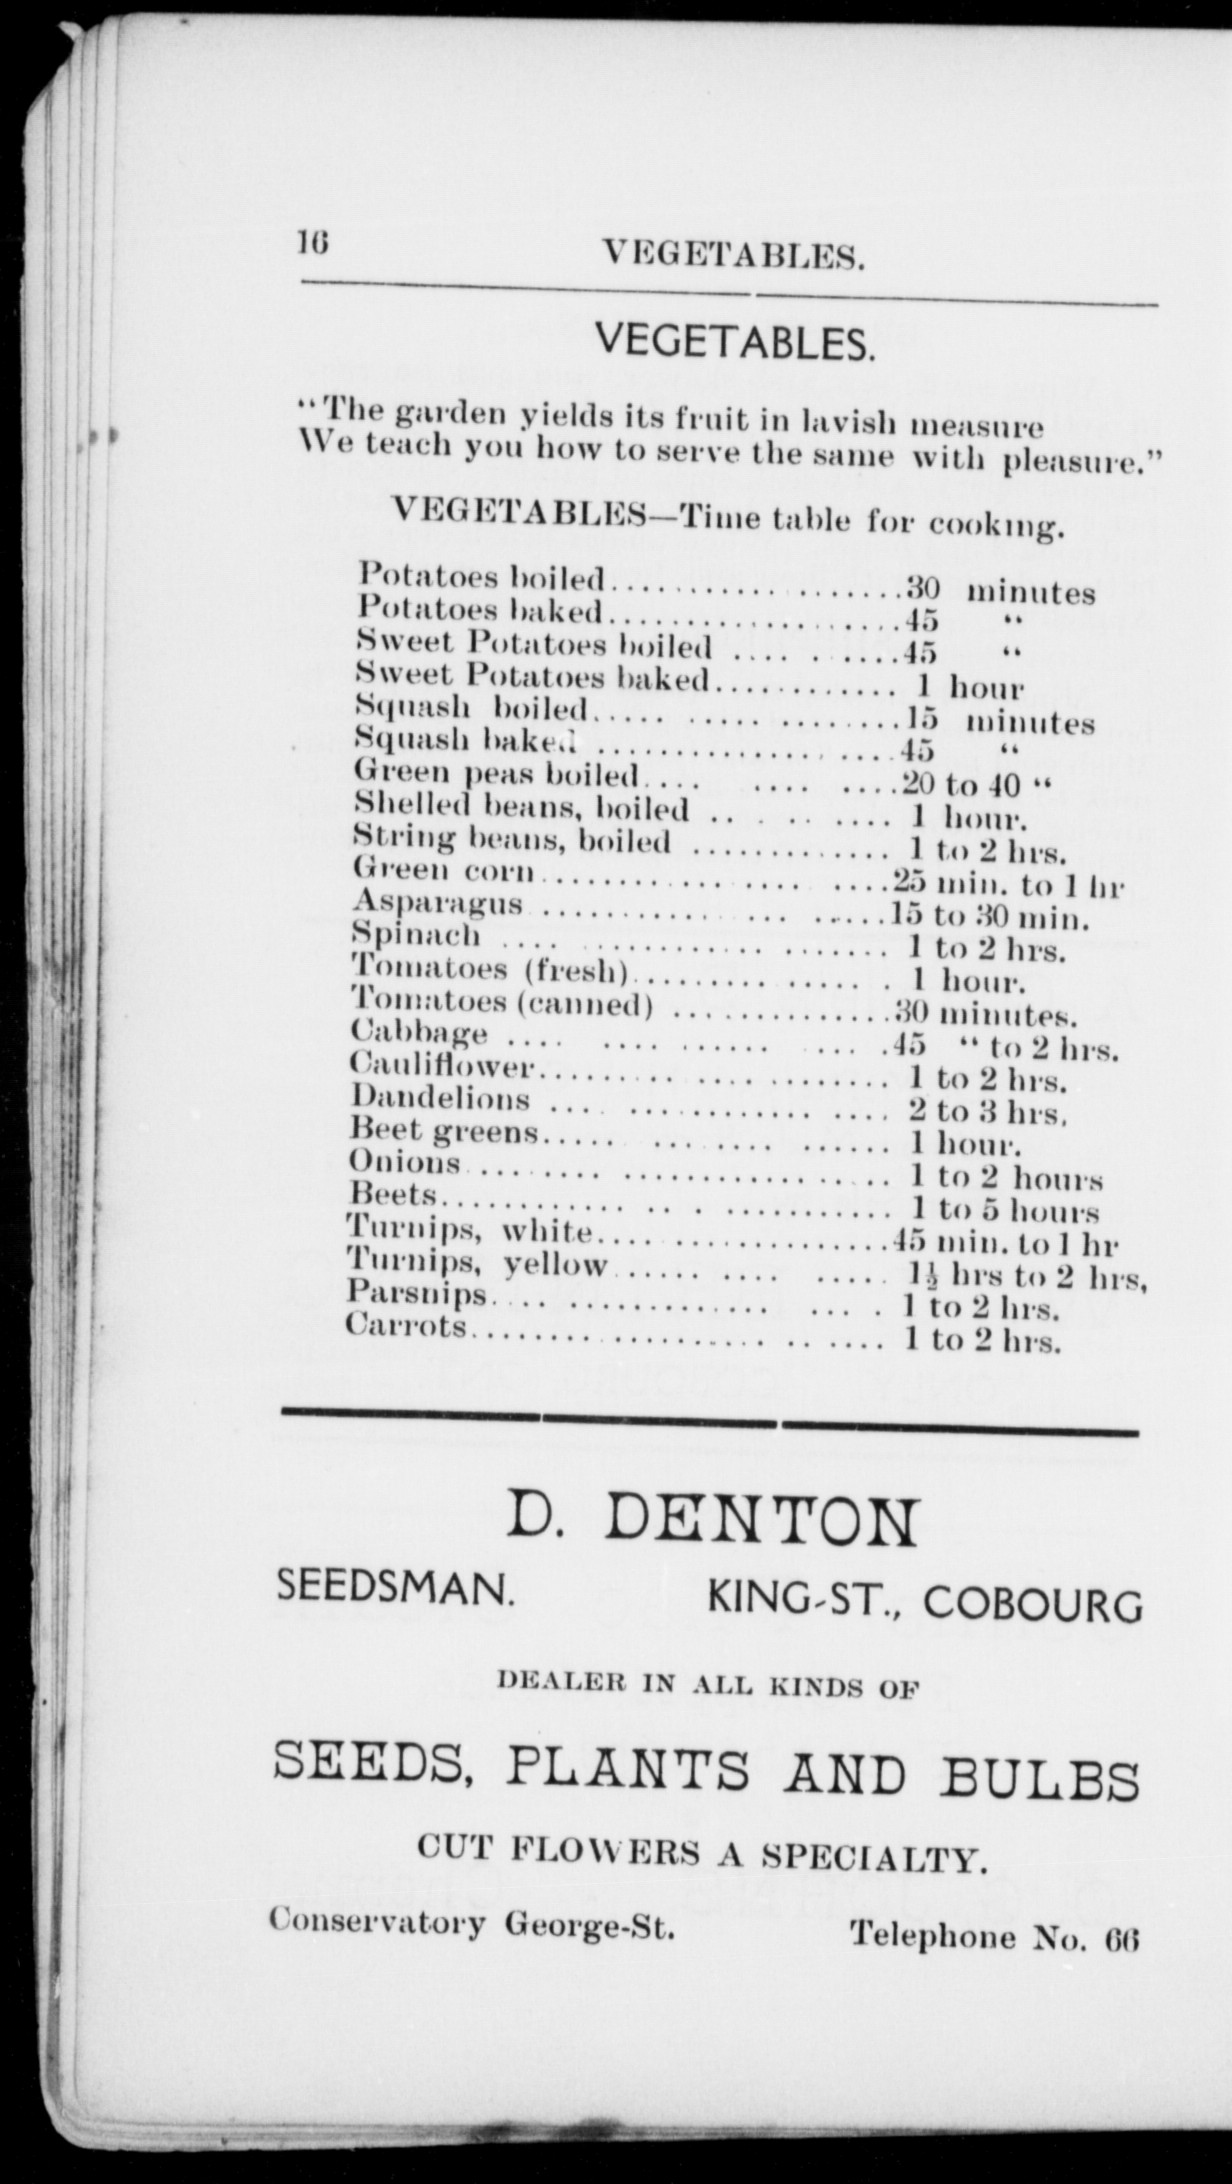 16 VEGETABLES.
VEGETABLES.
"The garden yields its fruit in lavish measure
We teach you how to serve the same with pleasure."
VEGETABLES—Time table for cooking.
Potatoes boiled....................30 minutes
Potatoes baked....................45 "
Sweet Potatoes boiled ..........45 "
Sweet Potatoes baked............ 1 hour
Squash boiled....................15 minutes
Squash baked ....................45 "
Green peas boiled.... .... ....20 to 40 "
Shelled beans, boiled .. . .. .... 1 hour.
String beans, boiled ............. 1 to 2 hrs.
Green corn....................25 min. to 1 hr
Asparagus ....................15 to 30 min.
Spinach .... ............ ....... 1 to 2 hrs.
Tomatoes (fresh)................ 1 hour.
Tomatoes (canned) ..............30 minutes.
Cabbage .... .... ...... .... .45 " to 2 hrs.
Cauliflower...................... 1 to 2 hrs.
Dandelions .... ............ .... 2 to 3 hrs.
Beet greens..... ........ ...... 1 hour.
Onions........ ................. 1 to 2 hours
Beets............. .. . ........... 1 to 5 hours
Turnips, white....................45 min. to 1 hr
Turnips, yellow...... .... ..... 1½ hrs to 2 hrs,
Parsnips.... .............. .... . 1 to 2 hrs.
Carrots.................... .. .... 1 to 2 hrs.
D. DENTON
SEEDSMAN. KING-ST., COBOURG
DEALER IN ALL KINDS OF
SEEDS, PLANTS AND BULBS
CUT FLOWERS A SPECIALTY.
Conservatory George-St. Telephone No. 66